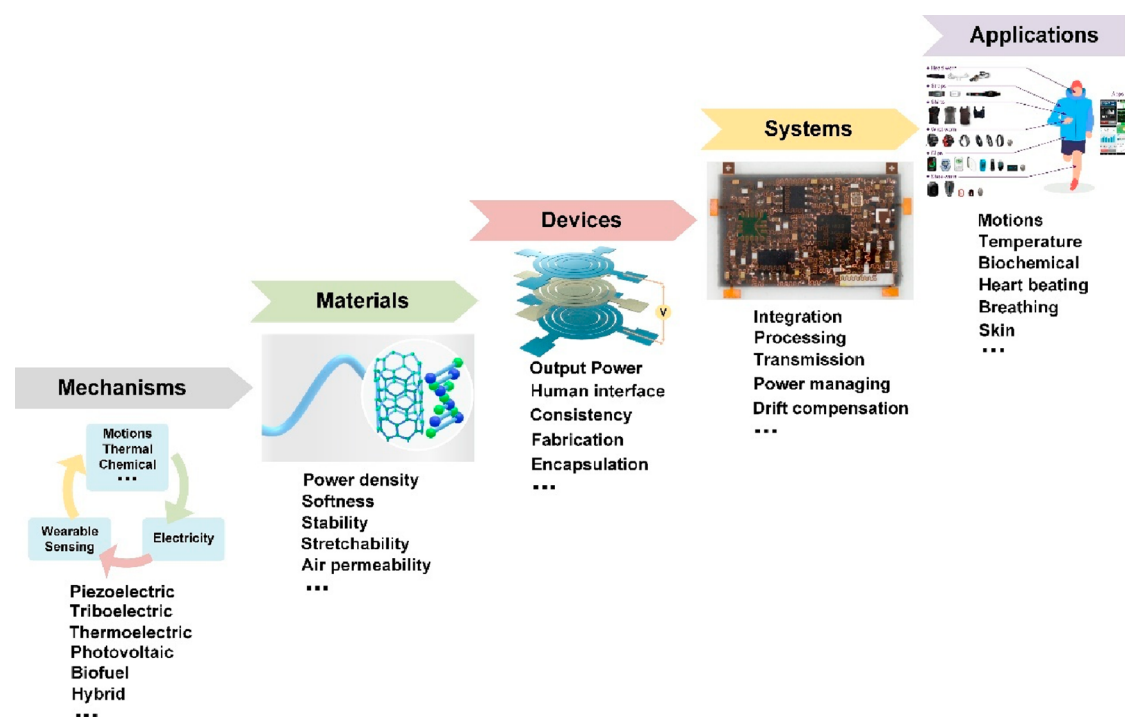 Mechanisms
Motions
Thermal
Chemical
...
Wearable
Sensing
Electricity
Piezoelectric
Triboelectric
Thermoelectric
Photovoltaic
Biofuel
Hybrid
...
Materials
Power density
Softness
Stability
Stretchability
Air permeability
...
Devices
V
Output Power
Human interface
Consistency
Fabrication
Encapsulation
...
Systems
Integration
Processing
Transmission
Power managing
Drift compensation
...
Applications
Apps
Motions
Temperature
Biochemical
Heart beating
Breathing
Skin
...